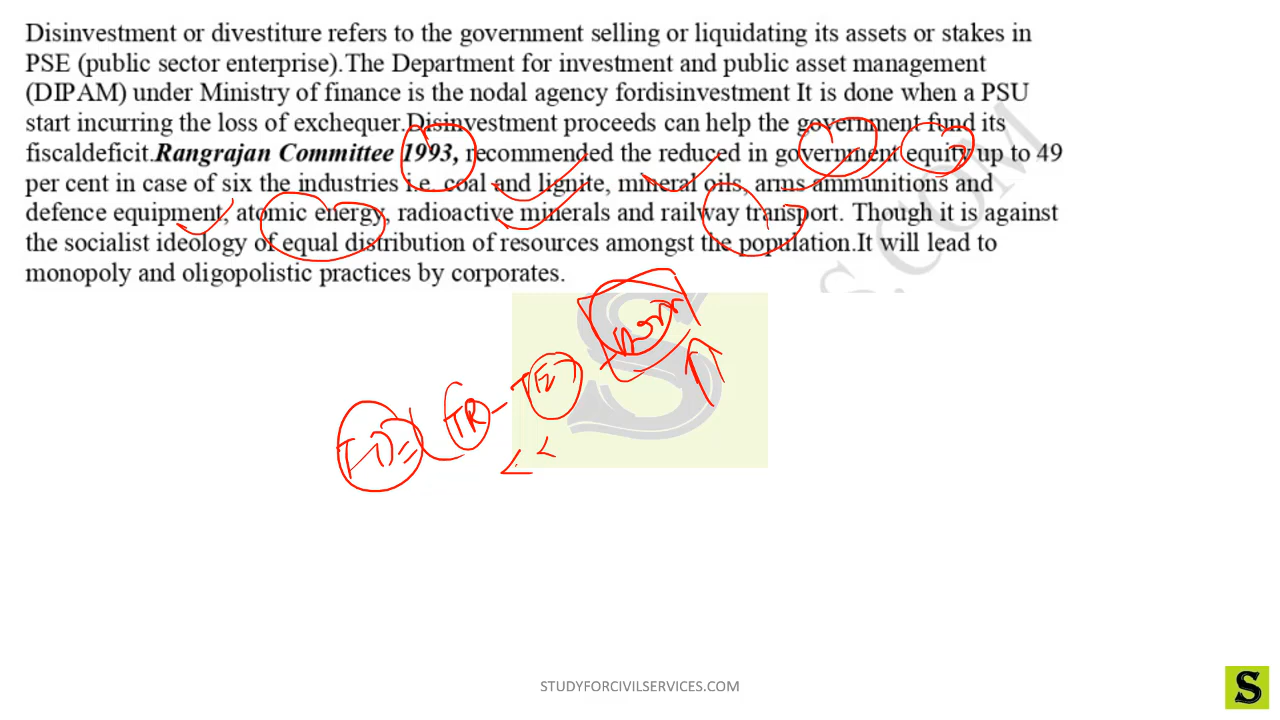 Disinvestment or divestiture refers to the government selling or liquidating its assets or stakes in
PSE (public sector enterprise).The Department for investment and public asset management
(DIPAM) under Ministry of finance is the nodal agency fordisinvestment It is done when a PSU
start incurring the loss of exchequer.Disinvestment proceeds can help the government fund its
fiscaldeficit.Rangrajan Committee 1993, recommended the reduced in government equity up to 49
per cent in case of six the industries i.e. coal and lignite, mineral oils, arms ammunitions and
defence equipment, atomic energy, radioactive minerals and railway transport. Though it is against
the socialist ideology of equal distribution of resources amongst the population.It will lead to
monopoly and oligopolistic practices by corporates.
S.COM
S
TR - TE
STUDYFORCIVILSERVICES.COM
S